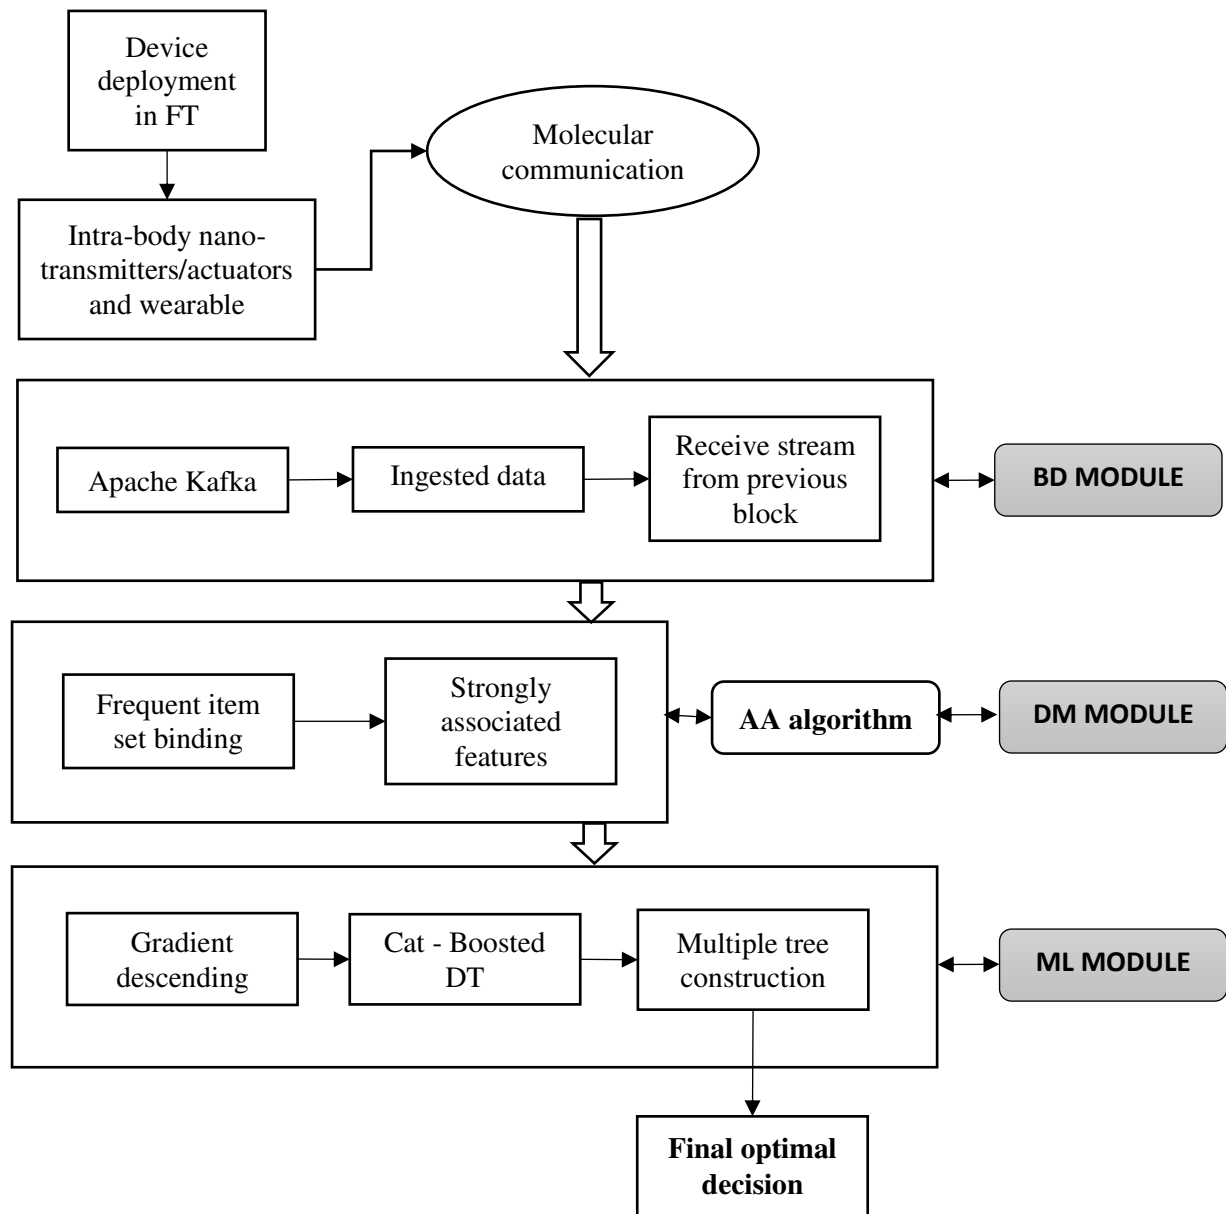 Device
deployment
in FT
Molecular
communication
Intra-body nano-
transmitters/actuators
and wearable
Apache Kafka
Ingested data
Receive stream
from previous
block
BD MODULE
Frequent item
set binding
Strongly
associated
features
AA algorithm
DM MODULE
Gradient
descending
Cat - Boosted
DT
Multiple tree
construction
ML MODULE
Final optimal
decision